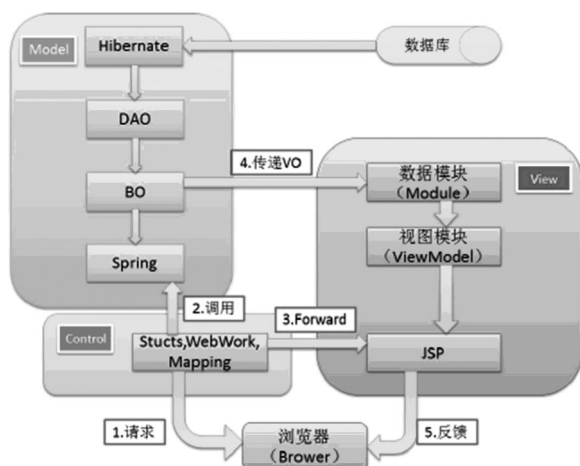 Model
Hibernate
数据库
DAO
4.传递VO
数据模块
（Module）
View
BO
视图模块
（ViewModel）
Spring
2.调用
3.Forward
Control
Stucts,WebWork,
Mapping
JSP
1.请求
5.反馈
浏览器
（Brower）